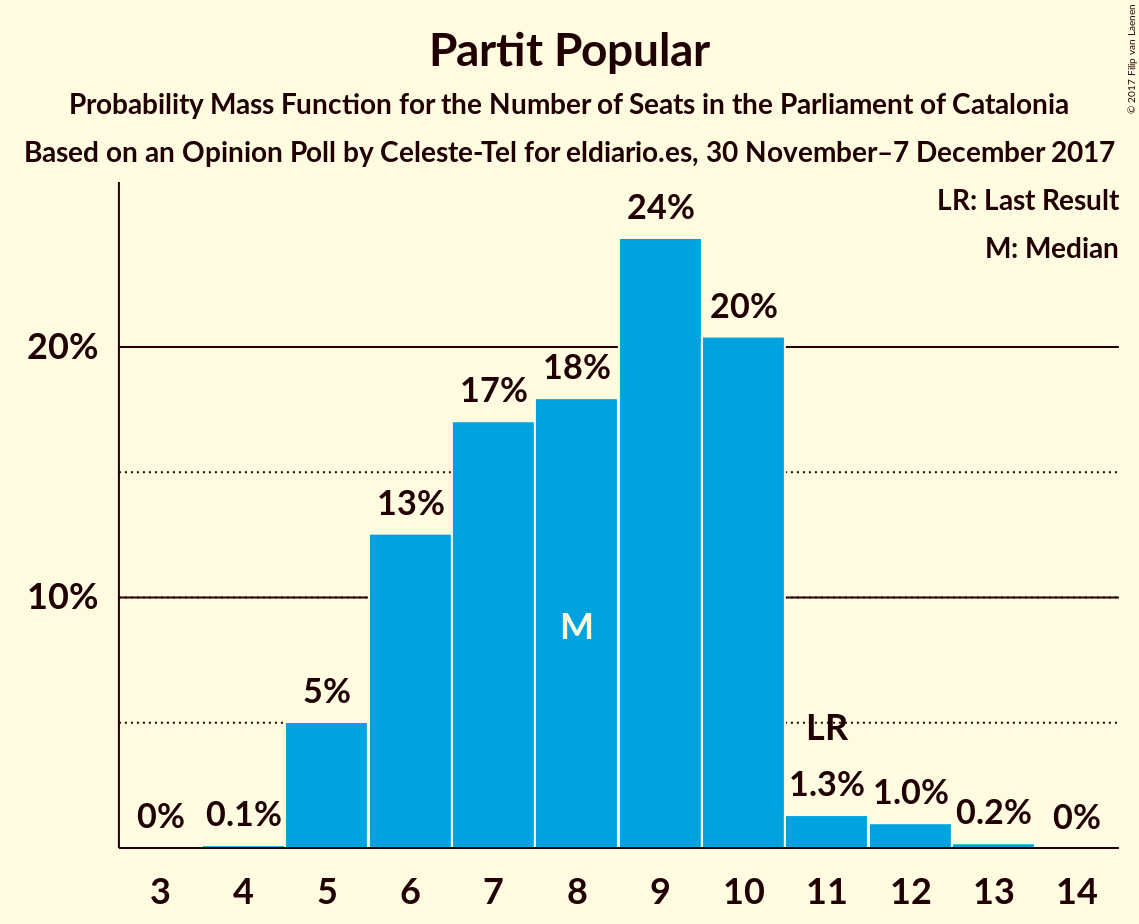 Partit Popular
Probability Mass Function for the Number of Seats in the Parliament of Catalonia
Based on an Opinion Poll by Celeste-Tel for eldiario.es, 30 November–7 December 2017
© 2017 Filip van Laenen
LR: Last Result
M: Median
24%
20%
20%
18%
17%
13%
10%
M
5%
LR
0% 0.1% 1.3% 1.0% 0.2% 0%
3 4 5 6 7 8 9 10 11 12 13 14